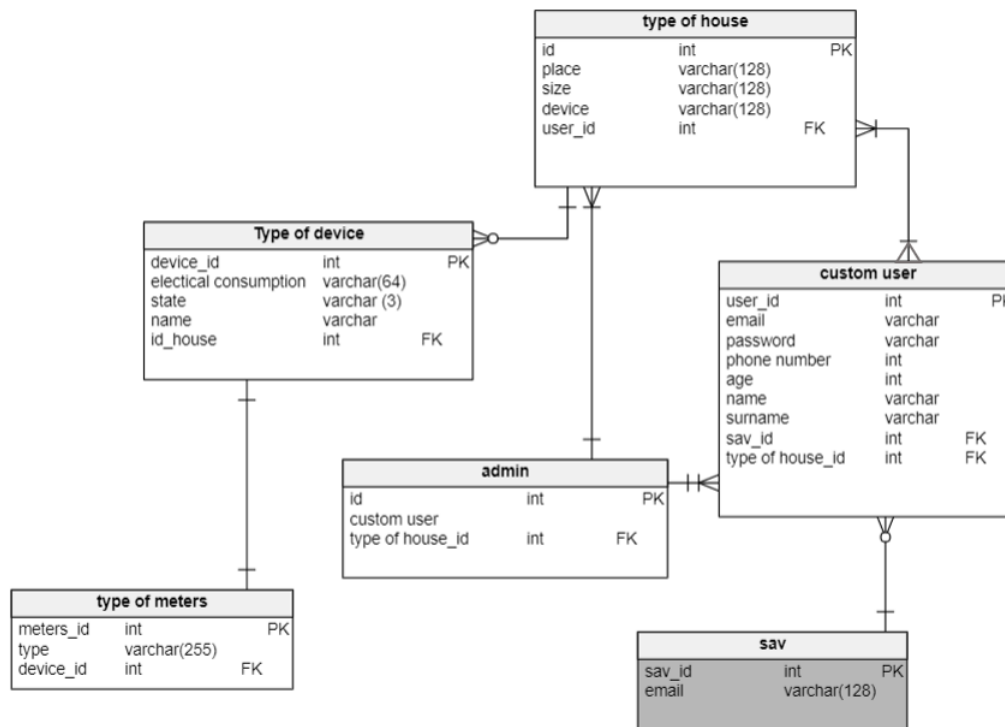 type of house
id int PK
place varchar(128)
size varchar(128)
device varchar(128)
user_id int FK
Type of device
device_id int PK
electical consumption varchar(64)
state varchar (3)
name varchar
id_house int FK
custom user
user_id int PK
email varchar
password varchar
phone number int
age int
name varchar
surname varchar
sav_id int FK
type of house_id int FK
admin
id int PK
custom user
type of house_id int FK
type of meters
meters_id int PK
type varchar(255)
device_id int FK
sav
sav_id int PK
email varchar(128)